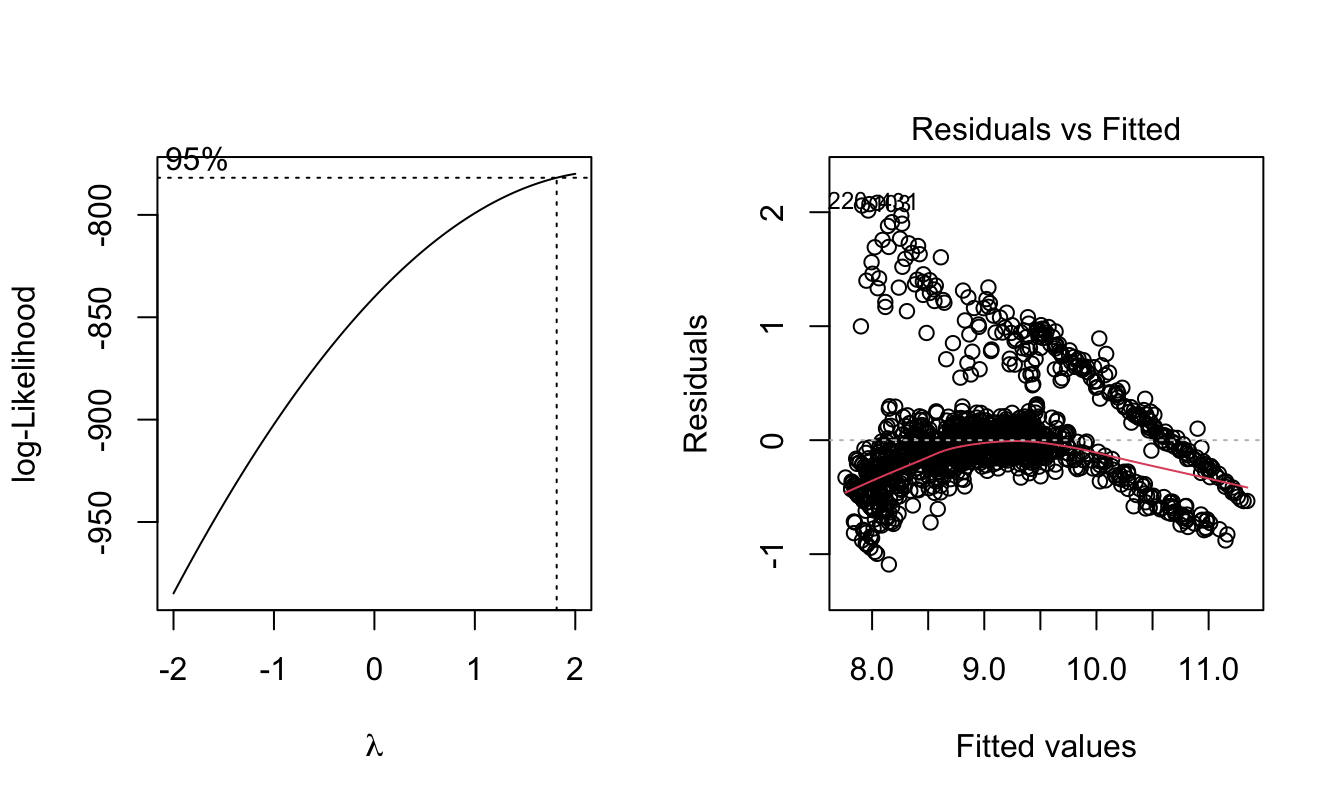 95%
log-Likelihood
-800
-850
-900
-950
-2 -1 0 1 2
λ
Residuals vs Fitted
Residuals
2
1
0
-1
8.0 9.0 10.0 11.0
Fitted values